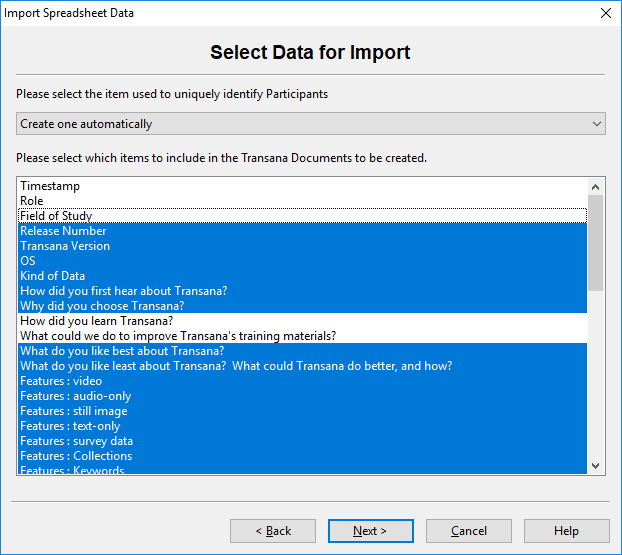 Import Spreadsheet Data
Select Data for Import
Please select the item used to uniquely identify Participants
Create one automatically
Please select which items to include in the Transana Documents to be created.
Timestamp
Role
Field of Study
Release Number
Transana Version
OS
Kind of Data
How did you first hear about Transana?
Why did you choose Transana?
How did you learn Transana?
What could we do to improve Transana's training materials?
What do you like best about Transana?
What do you like least about Transana?  What could Transana do better, and how?
Features : video
Features : audio-only
Features : still image
Features : text-only
Features : survey data
Features : Collections
Features : Keywords
< Back
Next >
Cancel
Help